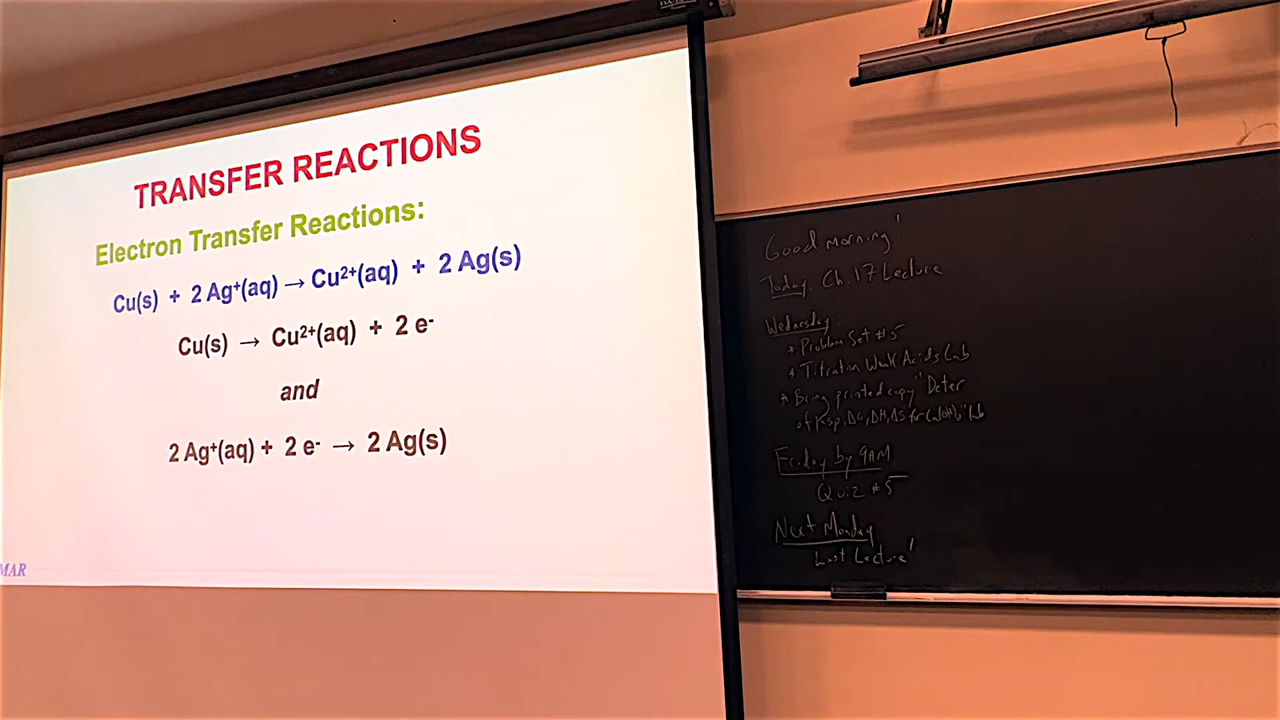 TRANSFER REACTIONS
Electron Transfer Reactions:
Cu(s) + 2 Ag⁺(aq) → Cu²⁺(aq) + 2 Ag(s)
Cu(s) → Cu²⁺(aq) + 2 e⁻
and
2 Ag⁺(aq) + 2 e⁻ → 2 Ag(s)
MAR
Good morning!
Today: Ch. 17 Lecture
Wednesday:
* Problem Set #5
* Titration Weak Acids Lab
* Bring printed copy "Deter
of Ksp, ΔG, ΔH, ΔS for Ca(OH)₂" Lab
Friday by 9AM
Quiz #5
Next Monday:
Last Lecture!